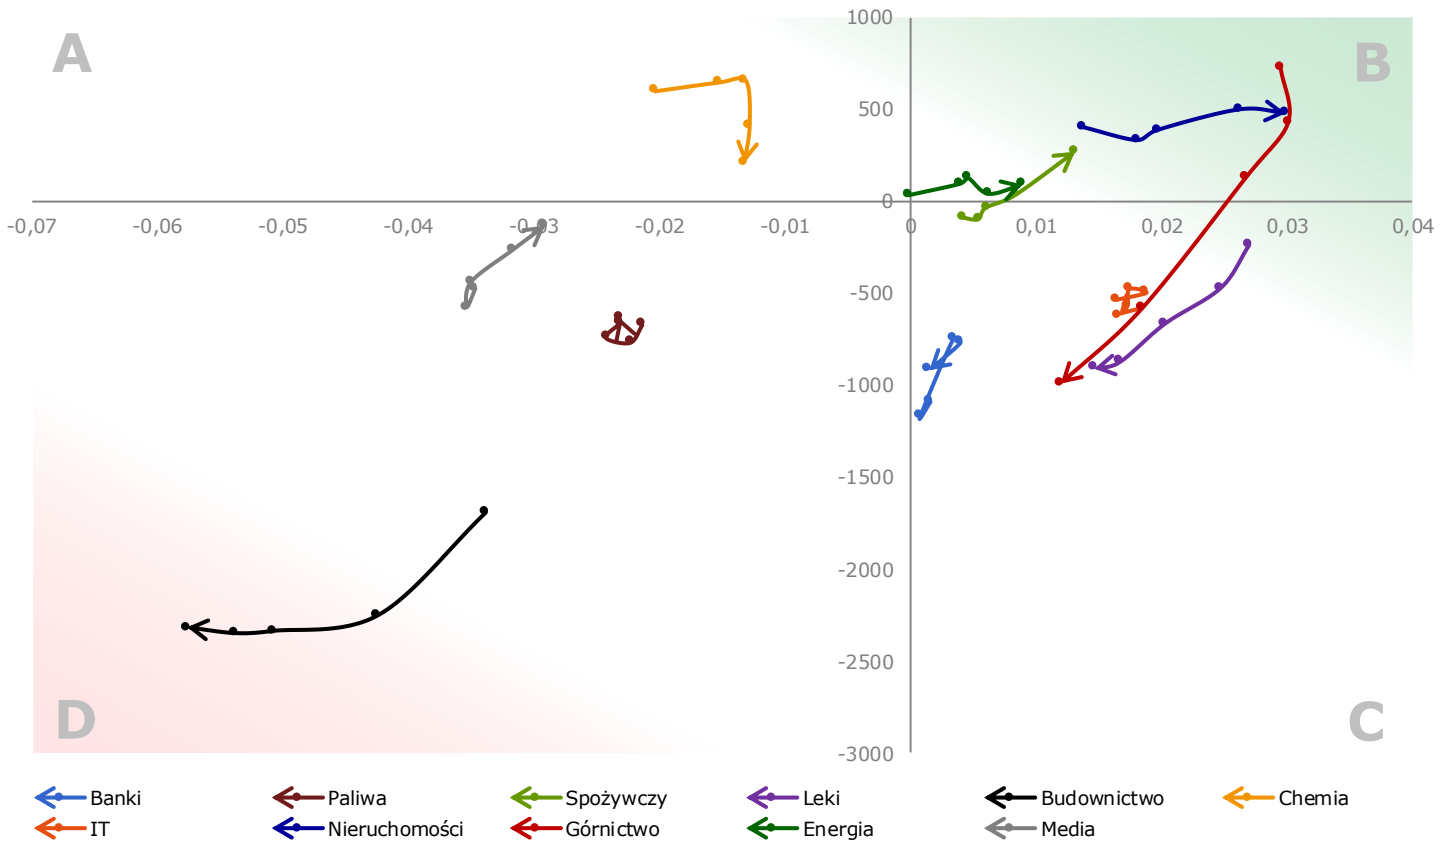 1000
A
B
500
0
-0,07 -0,06 -0,05 -0,04 -0,03 -0,02 -0,01 0 0,01 0,02 0,03 0,04
-500
-1000
-1500
-2000
-2500
D
C
-3000
Banki Paliwa Spożywczy Leki Budownictwo Chemia
IT Nieruchomości Górnictwo Energia Media